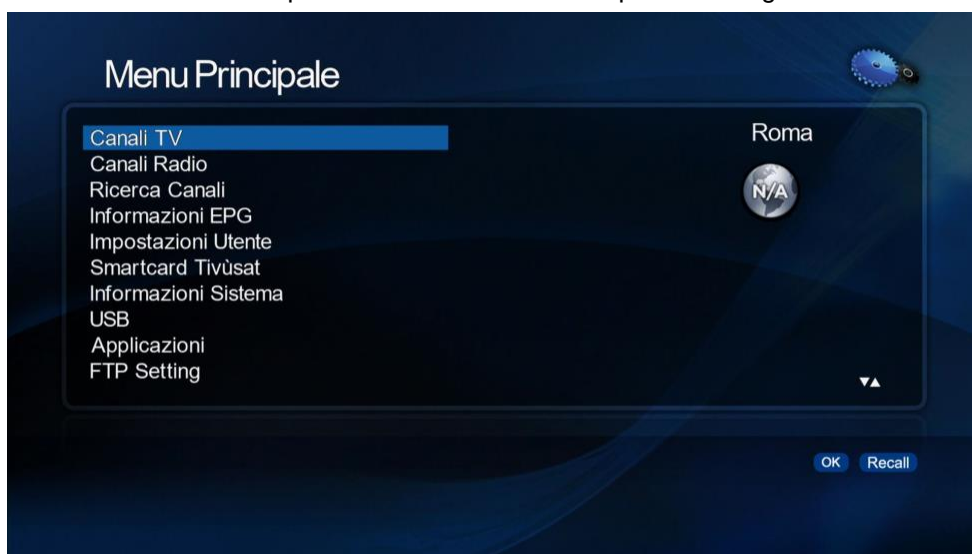 Menu Principale
Canali TV
Roma
Canali Radio
N/A
Ricerca Canali
Informazioni EPG
Impostazioni Utente
Smartcard Tivùsat
Informazioni Sistema
USB
Applicazioni
FTP Setting
OK Recall